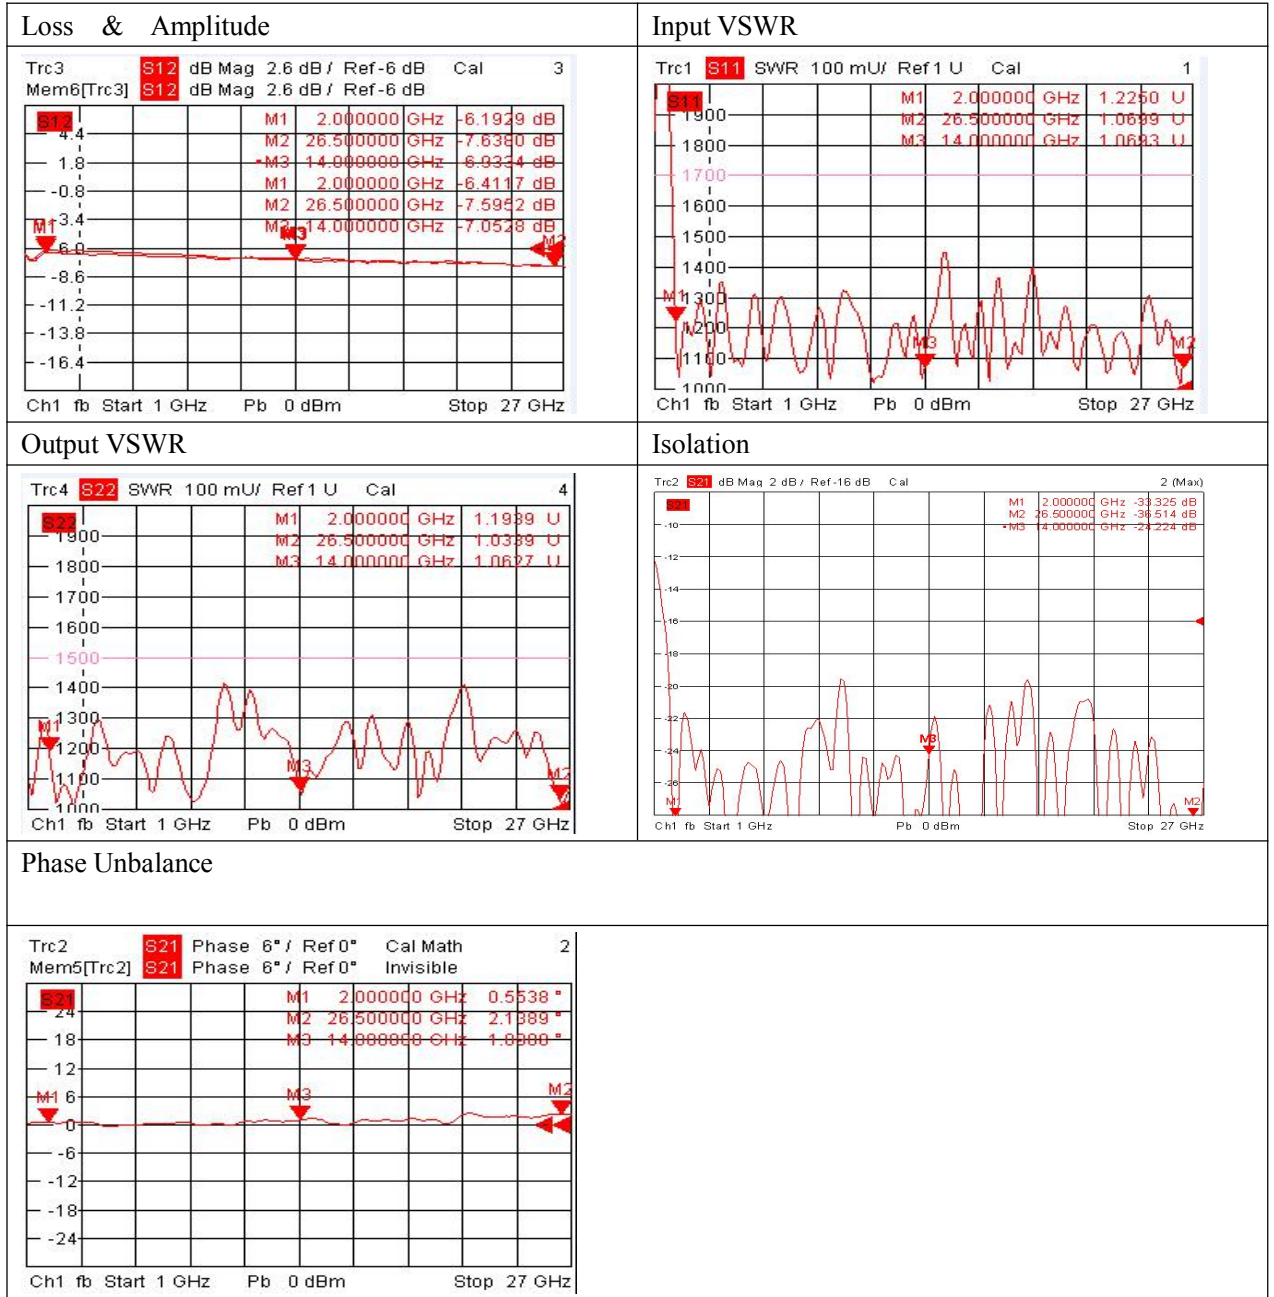 Loss & Amplitude
Trc3 S12 dB Mag 2.6 dB / Ref -6 dB Cal 3
Mem6[Trc3] S12 dB Mag 2.6 dB / Ref -6 dB
S12
M1 2.000000 GHz -6.1929 dB
M2 26.500000 GHz -7.6380 dB
•M3 14.000000 GHz -6.9334 dB
M1 2.000000 GHz -6.4117 dB
M2 26.500000 GHz -7.5952 dB
M3 14.000000 GHz -7.0528 dB
4.4
1.8
-0.8
-3.4
-6.0
-8.6
-11.2
-13.8
-16.4
M1
M3
M2
Ch1 fb Start 1 GHz Pb 0 dBm Stop 27 GHz
Input VSWR
Trc1 S11 SWR 100 mU/ Ref 1 U Cal 1
S11
M1 2.000000 GHz 1.2250 U
M2 26.500000 GHz 1.0699 U
M3 14.000000 GHz 1.0693 U
1900
1800
1700
1600
1500
1400
1300
1200
1100
1000
M1
M3
M2
Ch1 fb Start 1 GHz Pb 0 dBm Stop 27 GHz
Output VSWR
Trc4 S22 SWR 100 mU/ Ref 1 U Cal 4
S22
M1 2.000000 GHz 1.1939 U
M2 26.500000 GHz 1.0339 U
M3 14.000000 GHz 1.0627 U
1900
1800
1700
1600
1500
1400
1300
1200
1100
1000
M1
M3
M2
Ch1 fb Start 1 GHz Pb 0 dBm Stop 27 GHz
Isolation
Trc2 S21 dB Mag 2 dB / Ref -16 dB Cal 2 (Max)
S21
M1 2.000000 GHz -33.325 dB
M2 26.500000 GHz -36.514 dB
•M3 14.000000 GHz -24.224 dB
-10
-12
-14
-16
-18
-20
-22
-24
-26
M1
M3
M2
Ch1 fb Start 1 GHz Pb 0 dBm Stop 27 GHz
Phase Unbalance
Trc2 S21 Phase 6° / Ref 0° Cal Math 2
Mem5[Trc2] S21 Phase 6° / Ref 0° Invisible
S21
M1 2.000000 GHz 0.5538 °
M2 26.500000 GHz 2.1389 °
M3 14.000000 GHz
24
18
12
6
0
-6
-12
-18
-24
M1
M3
M2
Ch1 fb Start 1 GHz Pb 0 dBm Stop 27 GHz